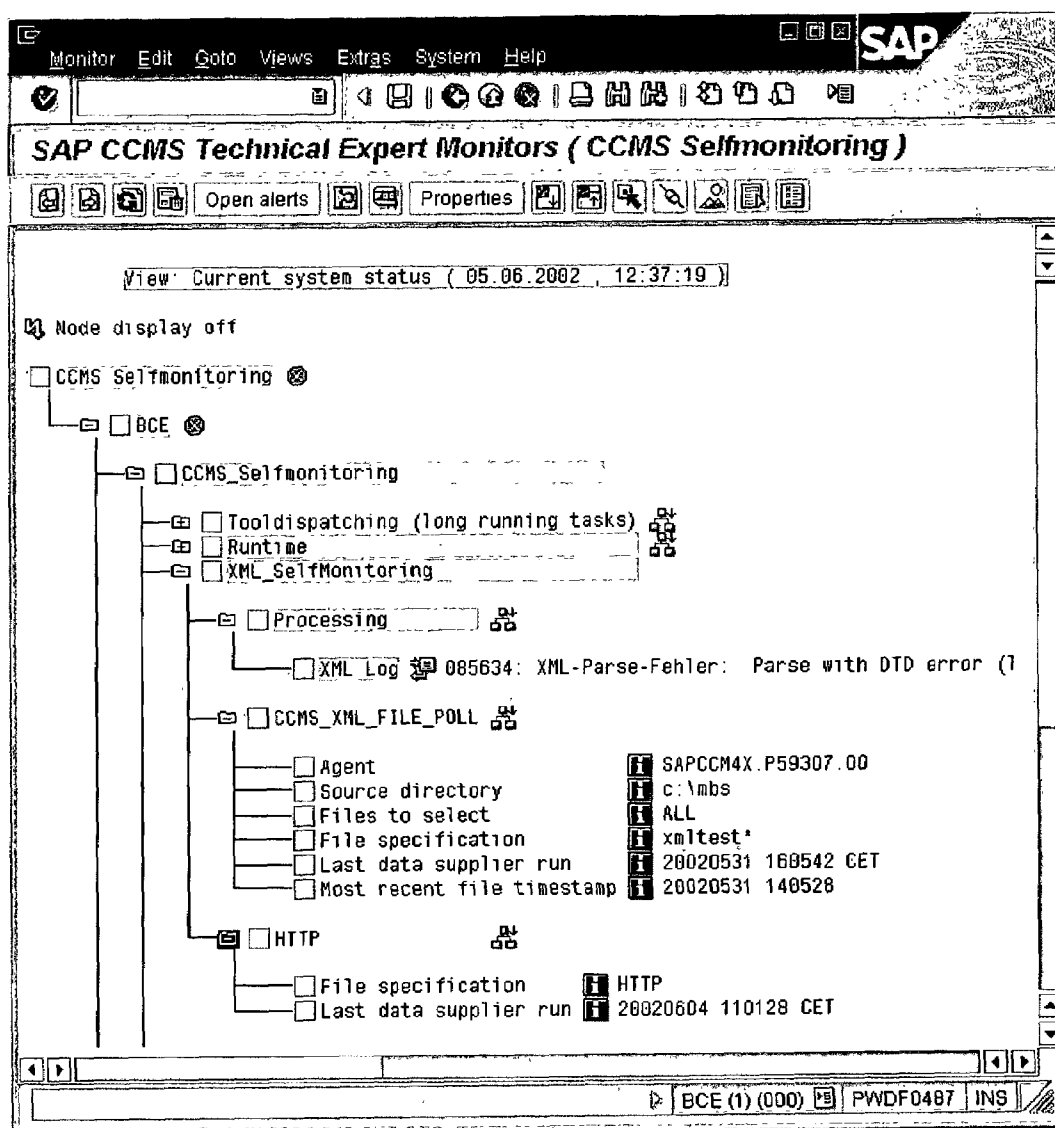 SAP
Monitor Edit Goto Views Extras System Help
SAP CCMS Technical Expert Monitors ( CCMS Selfmonitoring )
Open alerts Properties
View: Current system status ( 05.06.2002 , 12:37:19 )
Node display off
CCMS Selfmonitoring
BCE
CCMS_Selfmonitoring
Tooldispatching (long running tasks)
Runtime
XML_SelfMonitoring
Processing
XML Log 085634: XML-Parse-Fehler: Parse with DTD error (l
CCMS_XML_FILE_POLL
Agent SAPCCM4X.P59307.00
Source directory c:\mbs
Files to select ALL
File specification xmltest*
Last data supplier run 20020531 160542 CET
Most recent file timestamp 20020531 140528
HTTP
File specification HTTP
Last data supplier run 20020604 110128 CET
BCE (1) (000) PWDF0487 INS